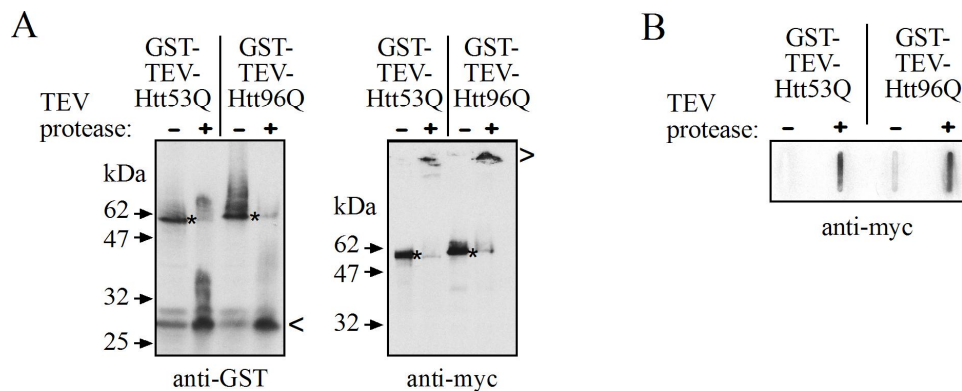 A
GST- GST-
TEV- TEV-
Htt53Q Htt96Q
TEV
protease: - + - +
kDa
62
47
32
25
*
*
<
anti-GST
GST- GST-
TEV- TEV-
Htt53Q Htt96Q
- + - +
>
kDa
62
47
32
*
*
anti-myc
B
GST- GST-
TEV- TEV-
Htt53Q Htt96Q
TEV
protease: - + - +
anti-myc